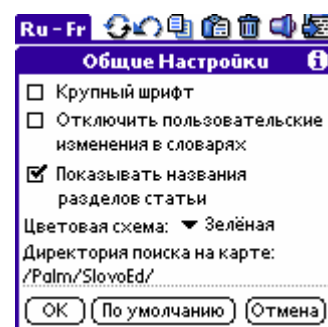 Ru-Fr
Общие Настройки
Крупный шрифт
Отключить пользовательские
изменения в словарях
Показывать названия
разделов статьи
Цветовая схема: Зелёная
Директория поиска на карте:
/Palm/SlovoEd/
ОК По умолчанию Отмена